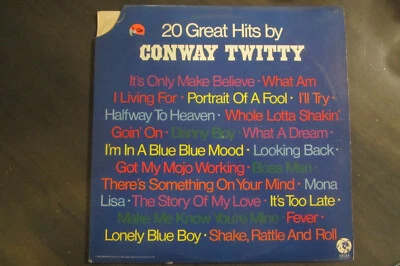 20 Great Hits by
CONWAY TWITTY
It's Only Make Believe · What Am
I Living For · Portrait Of A Fool · I'll Try ·
Halfway To Heaven · Whole Lotta Shakin'
Goin' On · Danny Boy · What A Dream ·
I'm In A Blue Blue Mood · Looking Back ·
Got My Mojo Working · Boss Man ·
There's Something On Your Mind · Mona
Lisa · The Story Of My Love · It's Too Late ·
Make Me Know You're Mine · Fever ·
Lonely Blue Boy · Shake, Rattle And Roll
MGM